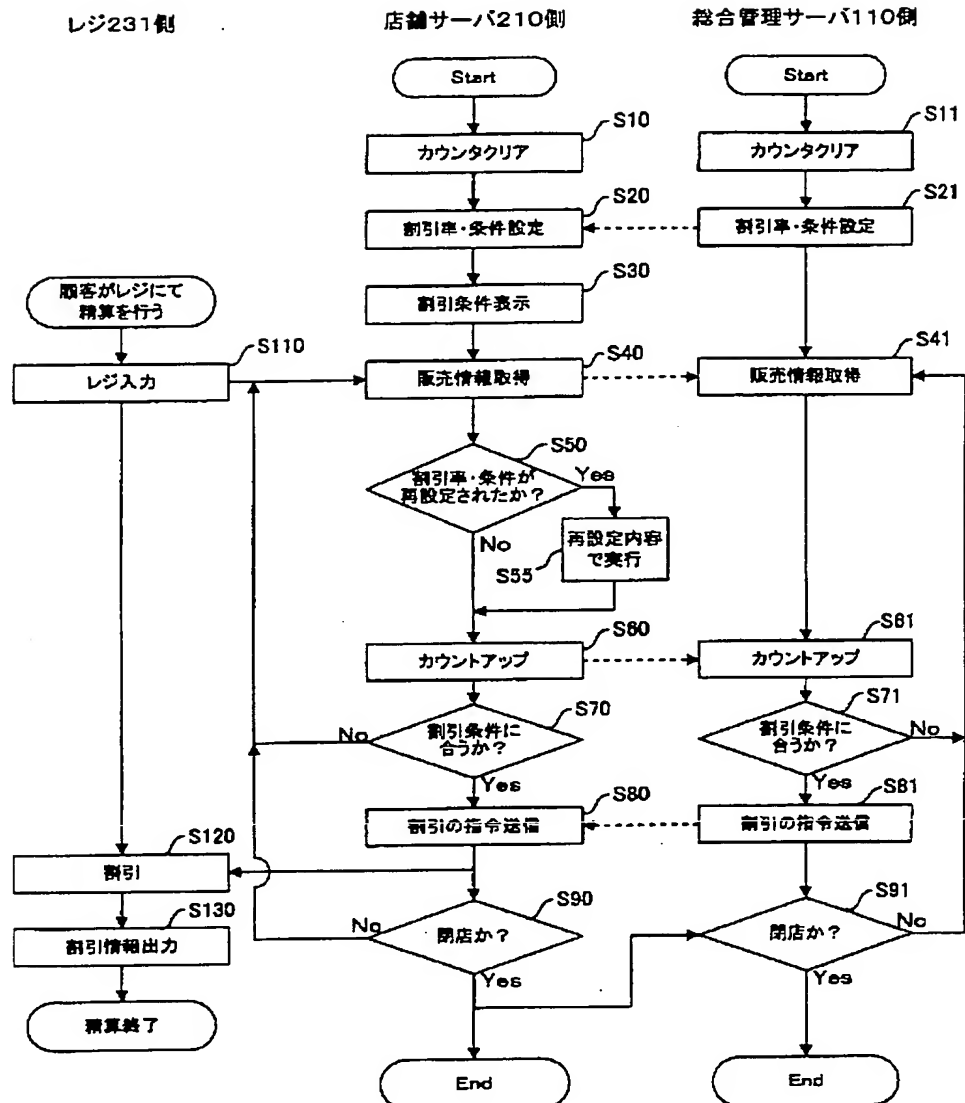 レジ231側
店舗サーバ210側
総合管理サーバ110側
Start
Start
S10
カウンタクリア
S11
カウンタクリア
S20
割引率・条件設定
S21
割引率・条件設定
顧客がレジにて
精算を行う
S30
割引条件表示
S110
レジ入力
S40
販売情報取得
S41
販売情報取得
S50
割引率・条件が
再設定されたか？
Yes
No
再設定内容
で実行
S55
S60
カウントアップ
S61
カウントアップ
S70
割引条件に
合うか？
No
Yes
S71
割引条件に
合うか？
No
Yes
S80
割引の指令送信
S81
割引の指令送信
S120
割引
S130
割引情報出力
S90
閉店か？
No
Yes
S91
閉店か？
No
Yes
精算終了
End
End